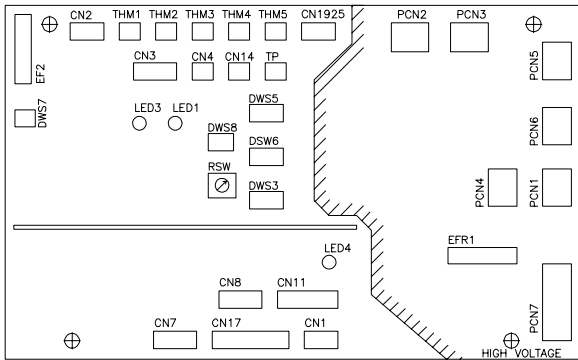 CN2 THM1 THM2 THM3 THM4 THM5 CN1925 PCN2 PCN3
EF2
CN3 CN4 CN14 TP
PCN5
DWS7
LED3 LED1
DWS5
DWS8
PCN6
DSW6
RSW
DWS3
PCN4
PCN1
EFR1
LED4
CN8 CN11
PCN7
CN7 CN17 CN1
HIGH VOLTAGE